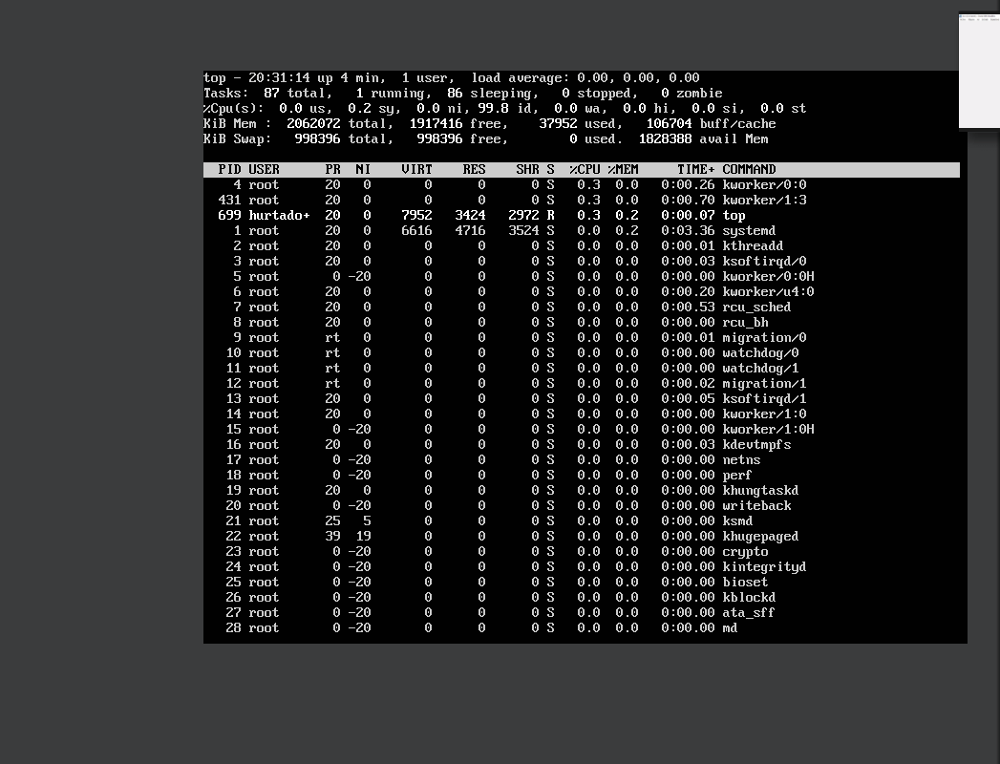 top - 20:31:14 up 4 min,  1 user,  load average: 0.00, 0.00, 0.00
Tasks:  87 total,   1 running,  86 sleeping,   0 stopped,   0 zombie
%Cpu(s):  0.0 us,  0.2 sy,  0.0 ni, 99.8 id,  0.0 wa,  0.0 hi,  0.0 si,  0.0 st
KiB Mem :  2062072 total,  1917416 free,    37952 used,   106704 buff/cache
KiB Swap:   998396 total,   998396 free,        0 used.  1828388 avail Mem
PID USER      PR  NI    VIRT    RES    SHR S  %CPU %MEM     TIME+ COMMAND
4 root      20   0       0      0      0 S   0.3  0.0   0:00.26 kworker/0:0
431 root      20   0       0      0      0 S   0.3  0.0   0:00.70 kworker/1:3
699 hurtado+  20   0    7952   3424   2972 R   0.3  0.2   0:00.07 top
1 root      20   0    6616   4716   3524 S   0.0  0.2   0:03.36 systemd
2 root      20   0       0      0      0 S   0.0  0.0   0:00.01 kthreadd
3 root      20   0       0      0      0 S   0.0  0.0   0:00.03 ksoftirqd/0
5 root       0 -20       0      0      0 S   0.0  0.0   0:00.00 kworker/0:0H
6 root      20   0       0      0      0 S   0.0  0.0   0:00.20 kworker/u4:0
7 root      20   0       0      0      0 S   0.0  0.0   0:00.53 rcu_sched
8 root      20   0       0      0      0 S   0.0  0.0   0:00.00 rcu_bh
9 root      rt   0       0      0      0 S   0.0  0.0   0:00.01 migration/0
10 root      rt   0       0      0      0 S   0.0  0.0   0:00.00 watchdog/0
11 root      rt   0       0      0      0 S   0.0  0.0   0:00.00 watchdog/1
12 root      rt   0       0      0      0 S   0.0  0.0   0:00.02 migration/1
13 root      20   0       0      0      0 S   0.0  0.0   0:00.05 ksoftirqd/1
14 root      20   0       0      0      0 S   0.0  0.0   0:00.00 kworker/1:0
15 root       0 -20       0      0      0 S   0.0  0.0   0:00.00 kworker/1:0H
16 root      20   0       0      0      0 S   0.0  0.0   0:00.03 kdevtmpfs
17 root       0 -20       0      0      0 S   0.0  0.0   0:00.00 netns
18 root       0 -20       0      0      0 S   0.0  0.0   0:00.00 perf
19 root      20   0       0      0      0 S   0.0  0.0   0:00.00 khungtaskd
20 root       0 -20       0      0      0 S   0.0  0.0   0:00.00 writeback
21 root      25   5       0      0      0 S   0.0  0.0   0:00.00 ksmd
22 root      39  19       0      0      0 S   0.0  0.0   0:00.00 khugepaged
23 root       0 -20       0      0      0 S   0.0  0.0   0:00.00 crypto
24 root       0 -20       0      0      0 S   0.0  0.0   0:00.00 kintegrityd
25 root       0 -20       0      0      0 S   0.0  0.0   0:00.00 bioset
26 root       0 -20       0      0      0 S   0.0  0.0   0:00.00 kblockd
27 root       0 -20       0      0      0 S   0.0  0.0   0:00.00 ata_sff
28 root       0 -20       0      0      0 S   0.0  0.0   0:00.00 md